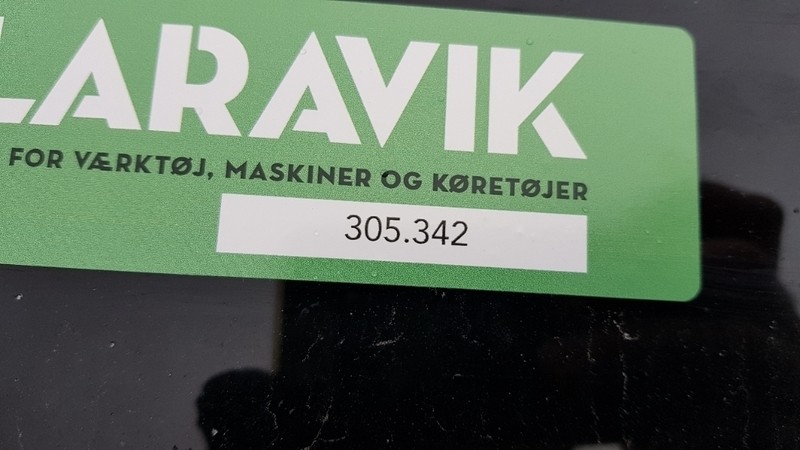 LARAVIK
FOR VÆRKTØJ, MASKINER OG KØRETØJER
305.342